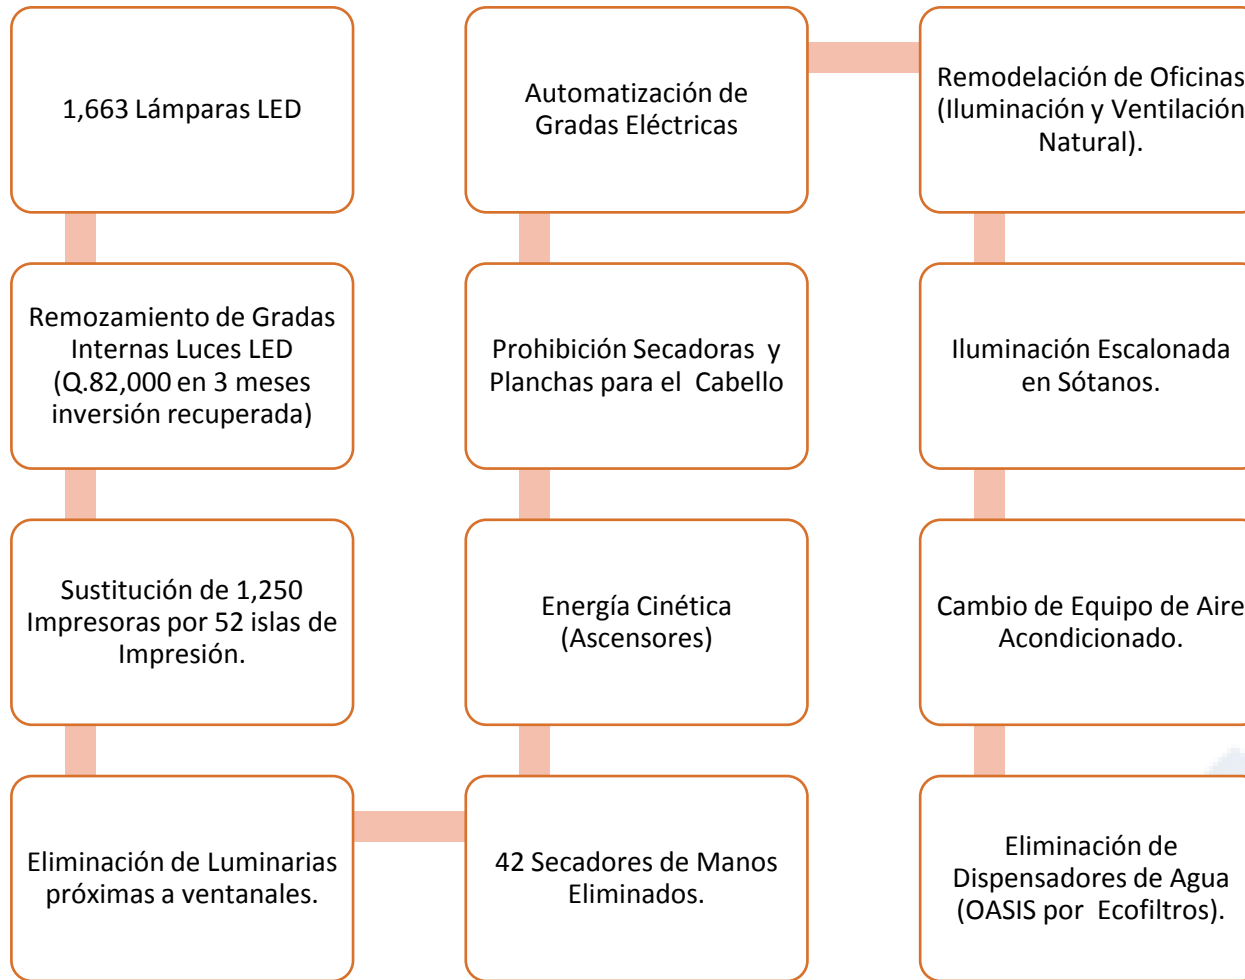 1,663 Lámparas LED
Remozamiento de Gradas
Internas Luces LED
(Q.82,000 en 3 meses
inversión recuperada)
Sustitución de 1,250
Impresoras por 52 islas de
Impresión.
Eliminación de Luminarias
próximas a ventanales.
42 Secadores de Manos
Eliminados.
Energía Cinética
(Ascensores)
Prohibición Secadoras y
Planchas para el Cabello
Automatización de
Gradas Eléctricas
Remodelación de Oficinas
(Iluminación y Ventilación
Natural).
Iluminación Escalonada
en Sótanos.
Cambio de Equipo de Aire
Acondicionado.
Eliminación de
Dispensadores de Agua
(OASIS por Ecofiltros).